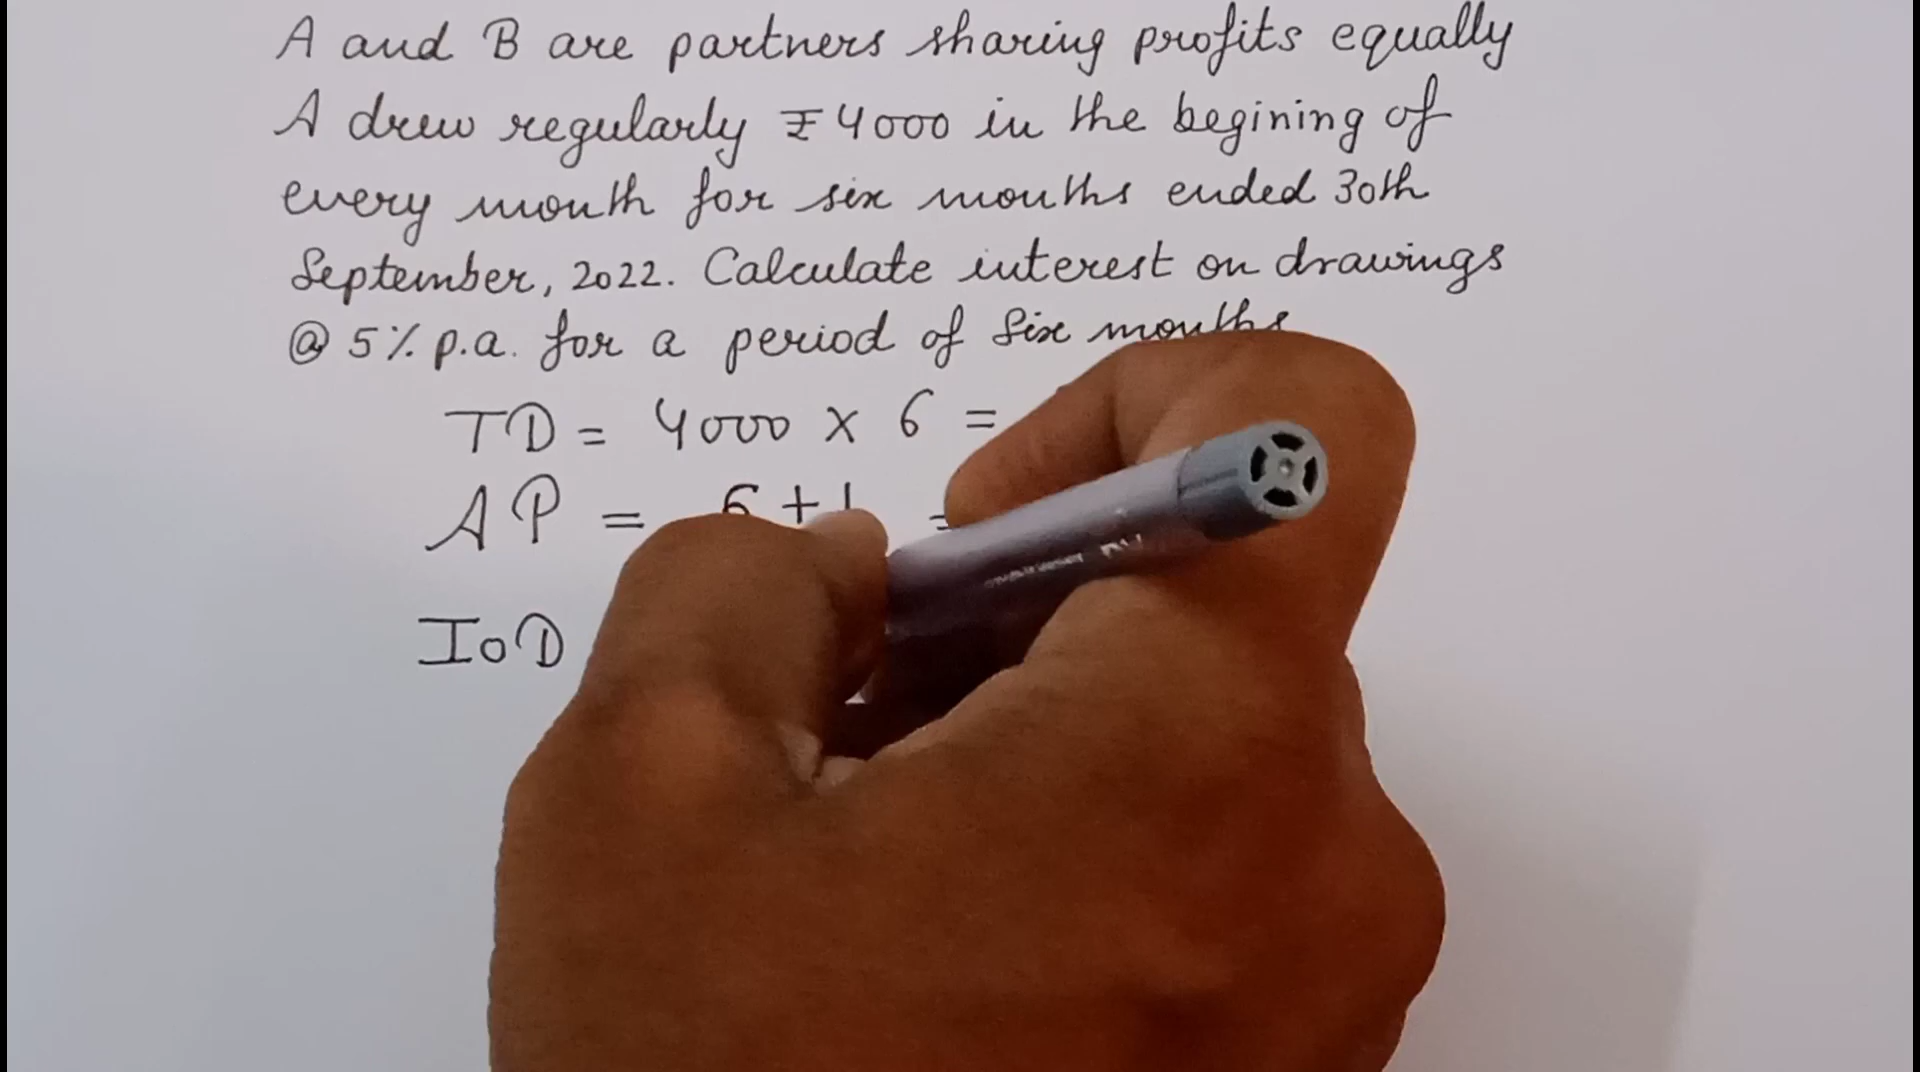 A and B are partners sharing profits equally
A drew regularly ₹4000 in the begining of
every month for six months ended 30th
September, 2022. Calculate interest on drawings
@ 5% p.a. for a period of six months
TD = 4000 x 6 =
AP = 6+1 =
IoD